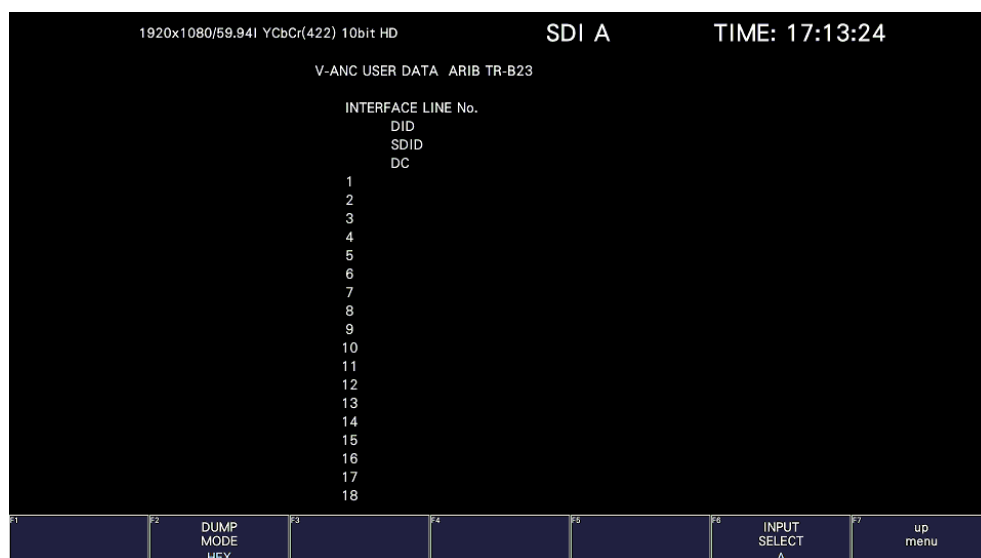 1920x1080/59.94I YCbCr(422) 10bit HD SDI A TIME: 17:13:24
V-ANC USER DATA ARIB TR-B23
INTERFACE LINE No.
DID
SDID
DC
1
2
3
4
5
6
7
8
9
10
11
12
13
14
15
16
17
18
F1 F2 F3 F4 F5 F6 F7
DUMP INPUT up
MODE SELECT menu
HEX A